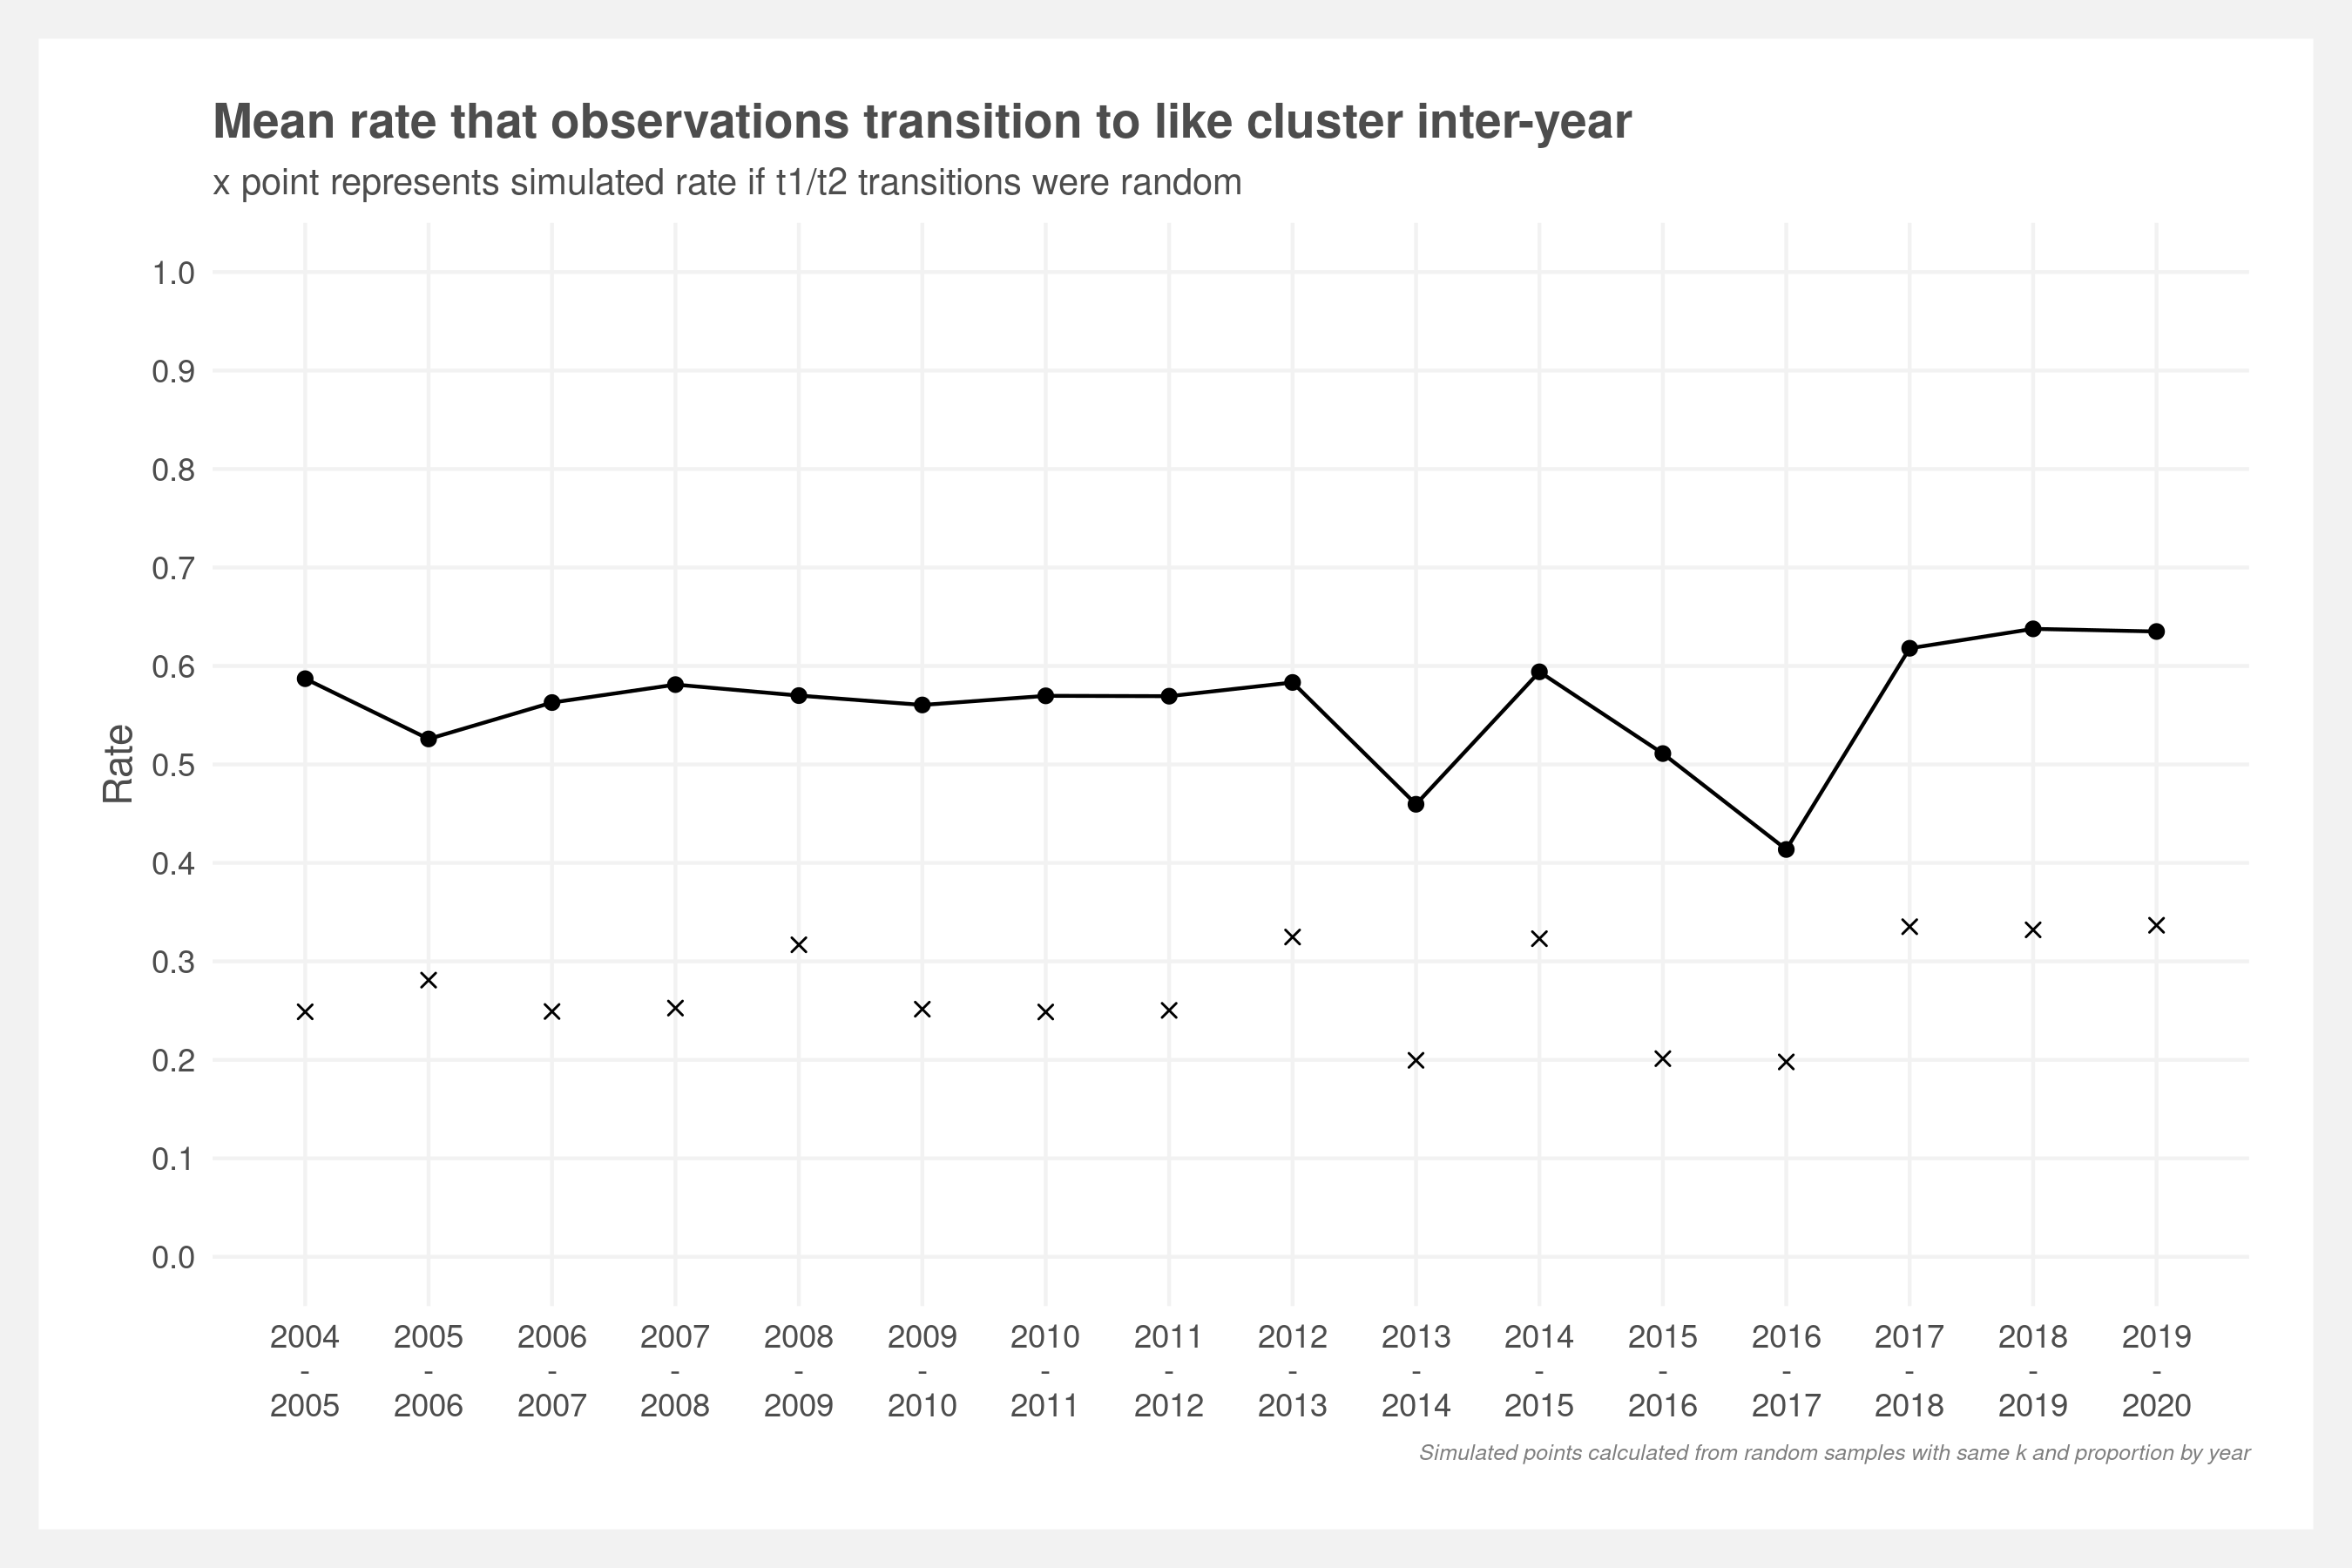 Mean rate that observations transition to like cluster inter-year
x point represents simulated rate if t1/t2 transitions were random
Rate
1.0
0.9
0.8
0.7
0.6
0.5
0.4
0.3
0.2
0.1
0.0
2004 2005 2006 2007 2008 2009 2010 2011 2012 2013 2014 2015 2016 2017 2018 2019
- - - - - - - - - - - - - - - -
2005 2006 2007 2008 2009 2010 2011 2012 2013 2014 2015 2016 2017 2018 2019 2020
Simulated points calculated from random samples with same k and proportion by year